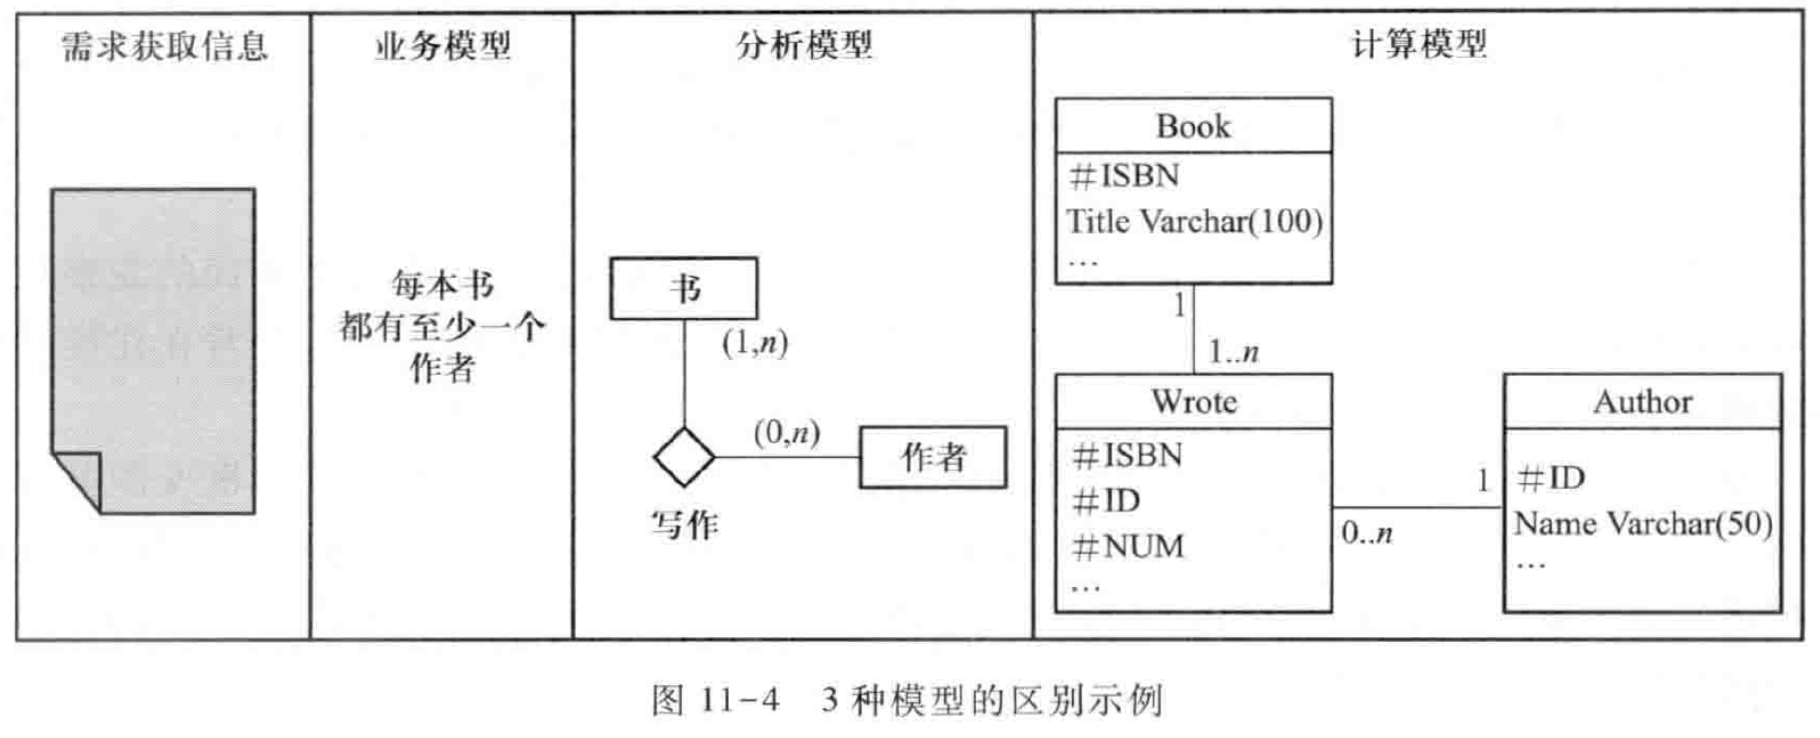 需求获取信息
业务模型
分析模型
计算模型
每本书
都有至少一个
作者
书
(1,n)
(0,n)
作者
写作
Book
#ISBN
Title Varchar(100)
…
1
1..n
Wrote
#ISBN
#ID
#NUM
…
0..n
1
Author
#ID
Name Varchar(50)
…
图 11-4 3 种模型的区别示例